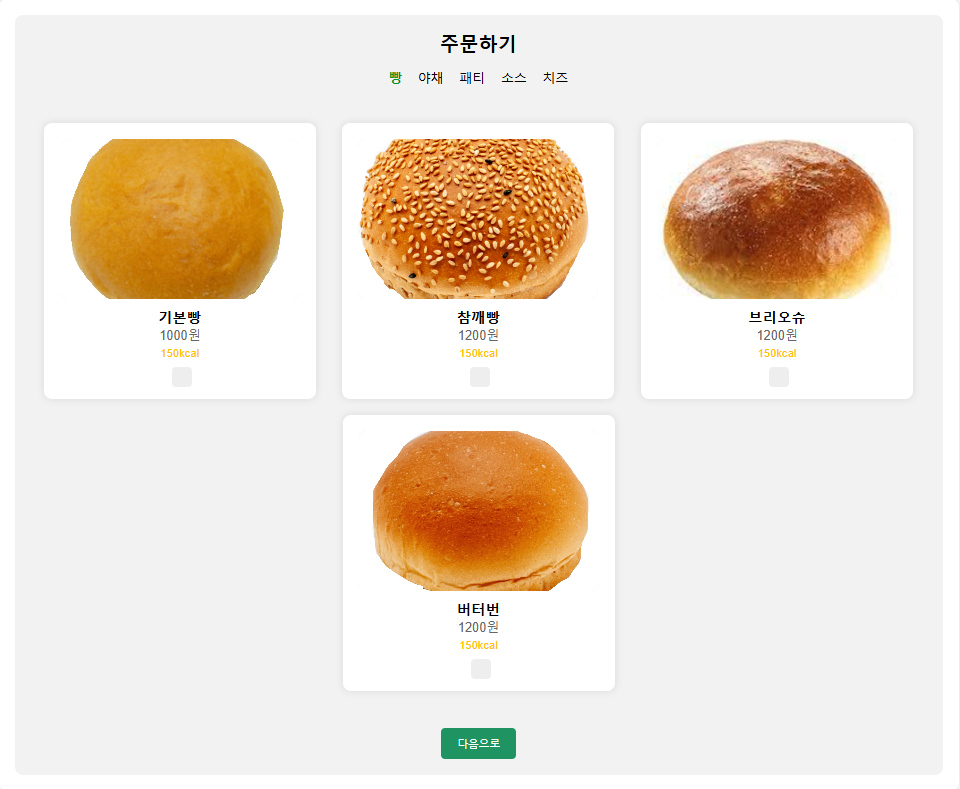 주문하기
빵 야채 패티 소스 치즈
기본빵
1000원
150kcal
참깨빵
1200원
150kcal
브리오슈
1200원
150kcal
버터번
1200원
150kcal
다음으로